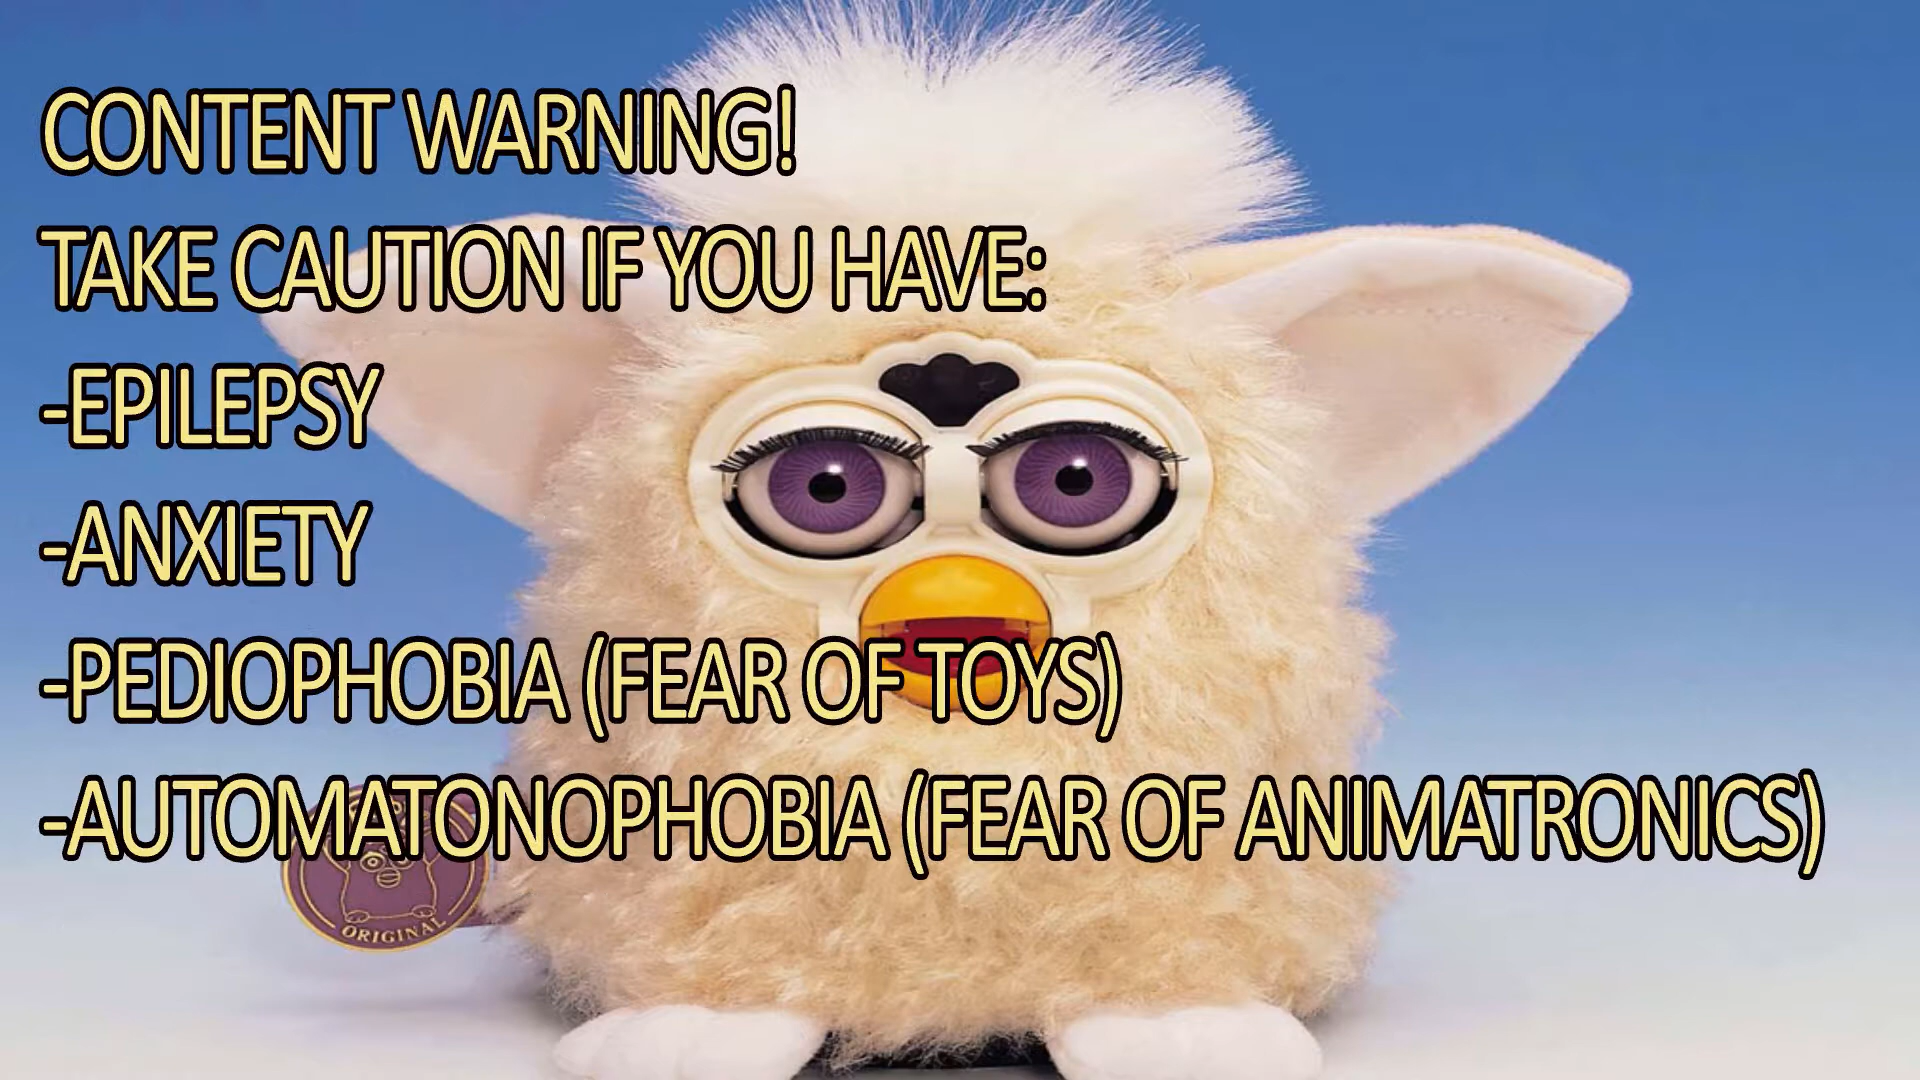 CONTENT WARNING!
TAKE CAUTION IF YOU HAVE:
-EPILEPSY
-ANXIETY
-PEDIOPHOBIA (FEAR OF TOYS)
-AUTOMATONOPHOBIA (FEAR OF ANIMATRONICS)
ORIGINAL